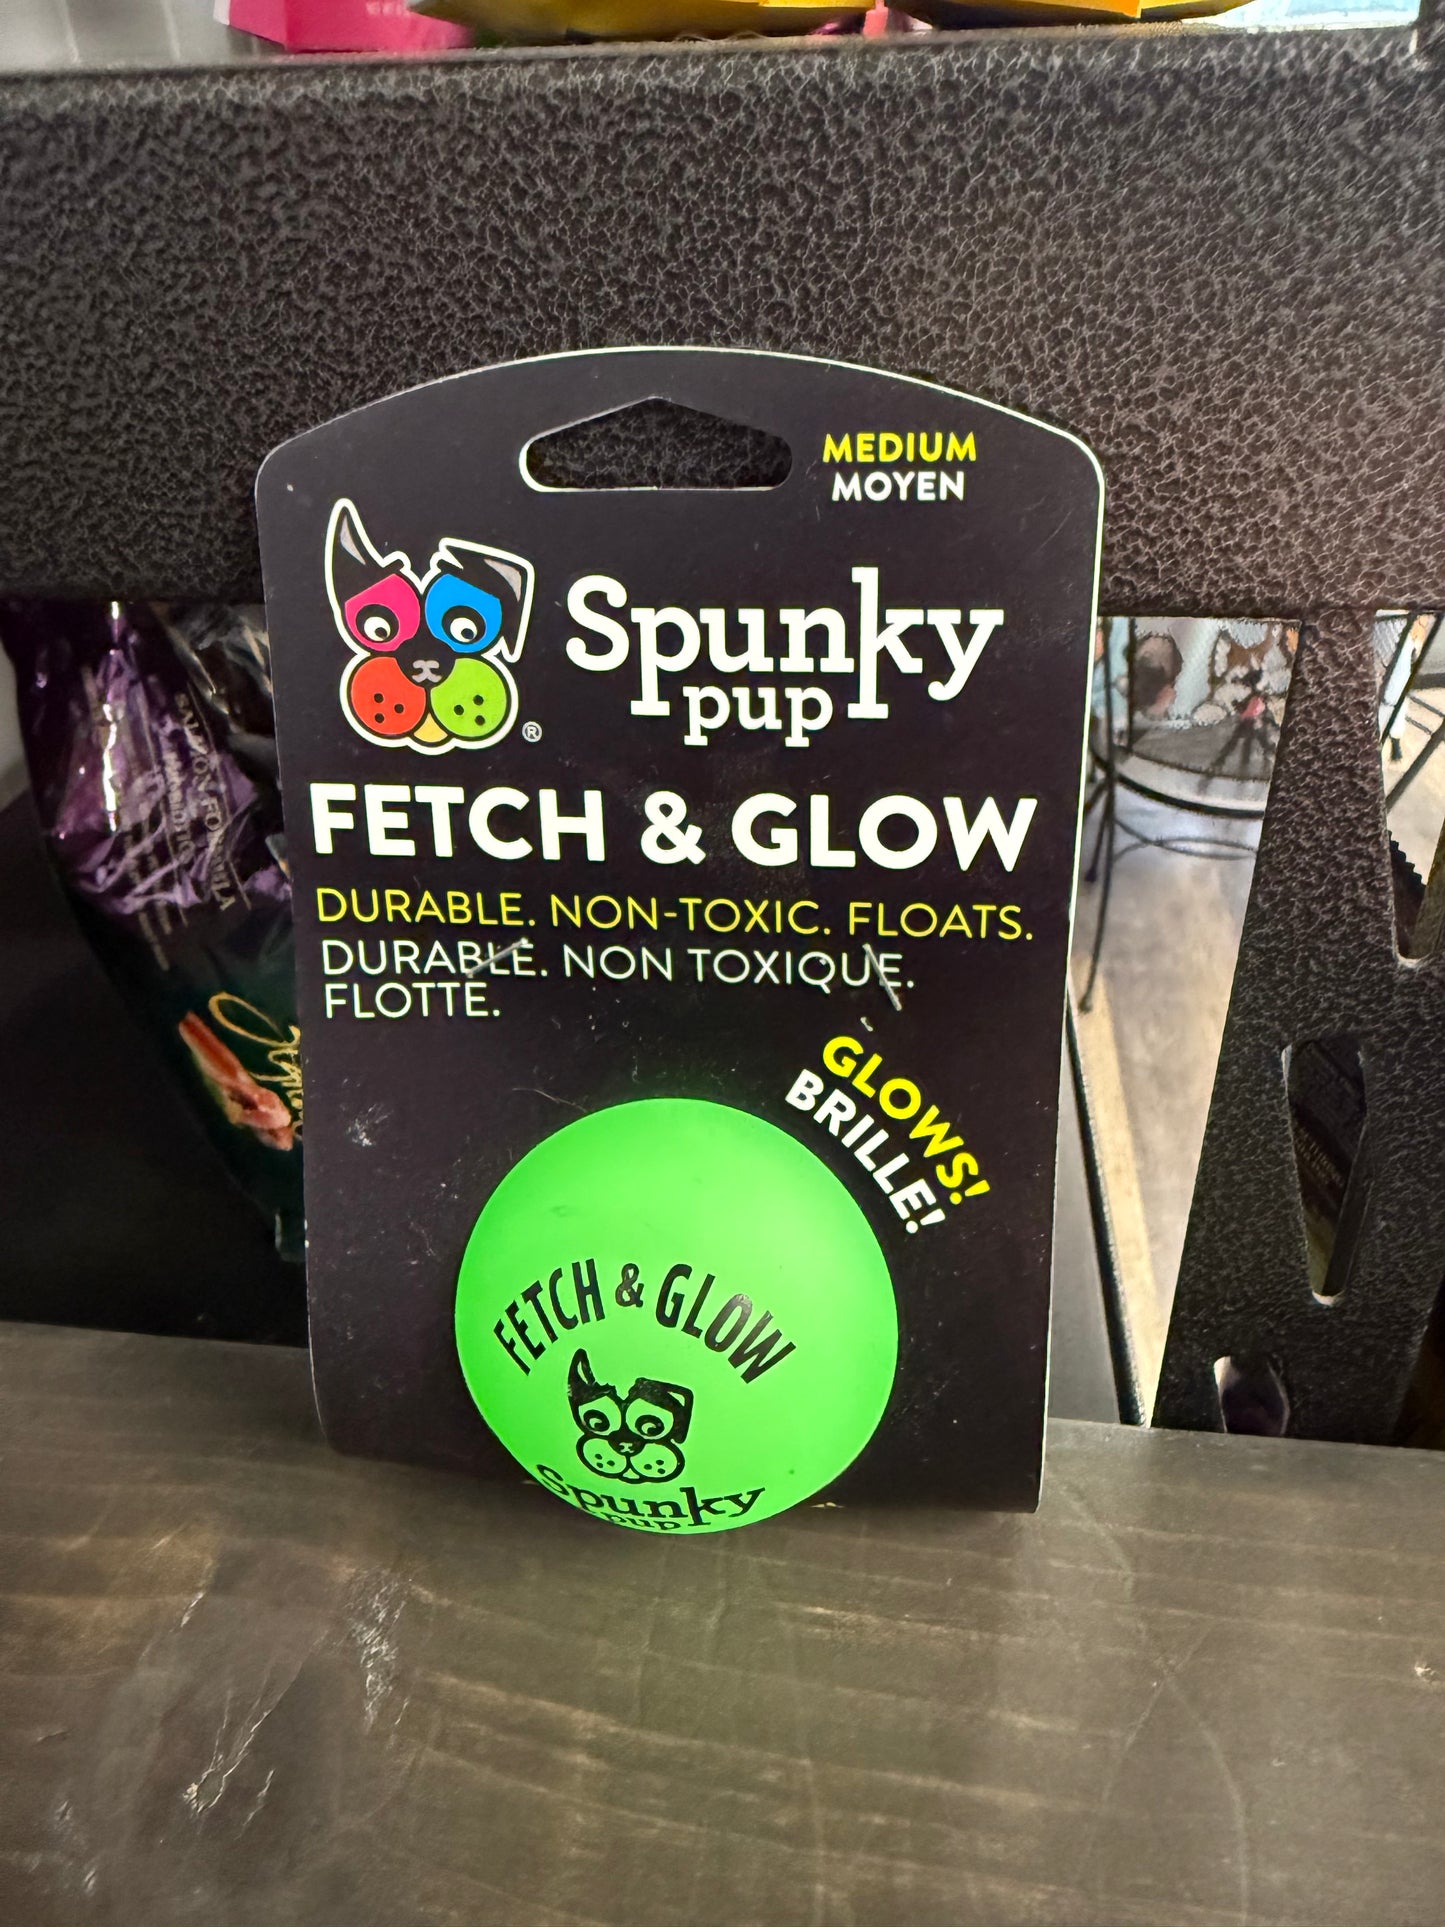 MEDIUM
MOYEN
Spunky
pup
®
FETCH & GLOW
DURABLE. NON-TOXIC. FLOATS.
DURABLE. NON TOXIQUE.
FLOTTE.
GLOWS!
BRILLE!
FETCH & GLOW
Spunky
pup